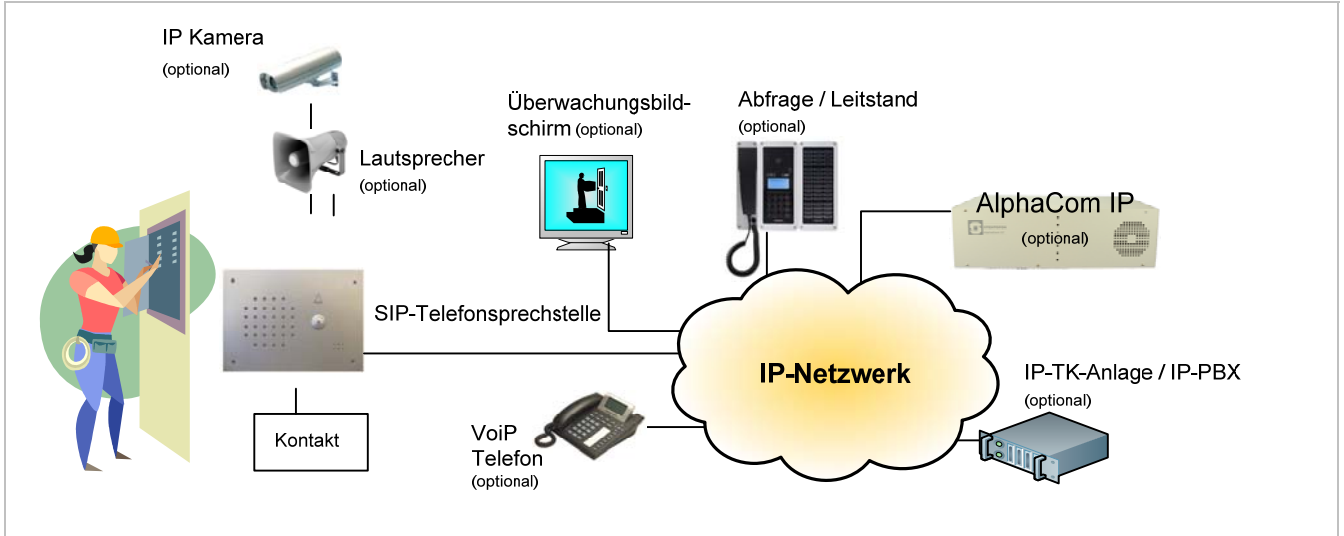 IP Kamera
(optional)
Lautsprecher
(optional)
Überwachungsbild-
schirm (optional)
Abfrage / Leitstand
(optional)
AlphaCom IP
(optional)
SIP-Telefonsprechstelle
IP-Netzwerk
IP-TK-Anlage / IP-PBX
(optional)
Kontakt
VoiP
Telefon
(optional)